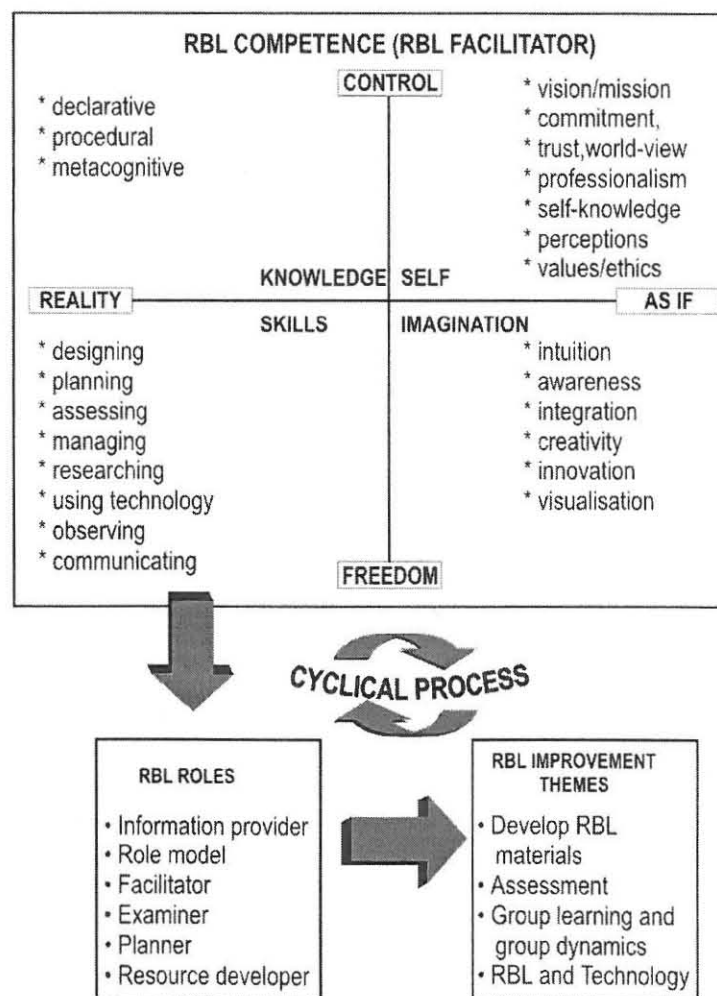 RBL COMPETENCE (RBL FACILITATOR)
CONTROL
* declarative
* procedural
* metacognitive
* vision/mission
* commitment,
* trust,world-view
* professionalism
* self-knowledge
* perceptions
* values/ethics
KNOWLEDGE SELF
REALITY
AS IF
SKILLS IMAGINATION
* designing
* planning
* assessing
* managing
* researching
* using technology
* observing
* communicating
* intuition
* awareness
* integration
* creativity
* innovation
* visualisation
FREEDOM
CYCLICAL PROCESS
RBL ROLES
• Information provider
• Role model
• Facilitator
• Examiner
• Planner
• Resource developer
RBL IMPROVEMENT
THEMES
• Develop RBL
materials
• Assessment
• Group learning and
group dynamics
• RBL and Technology